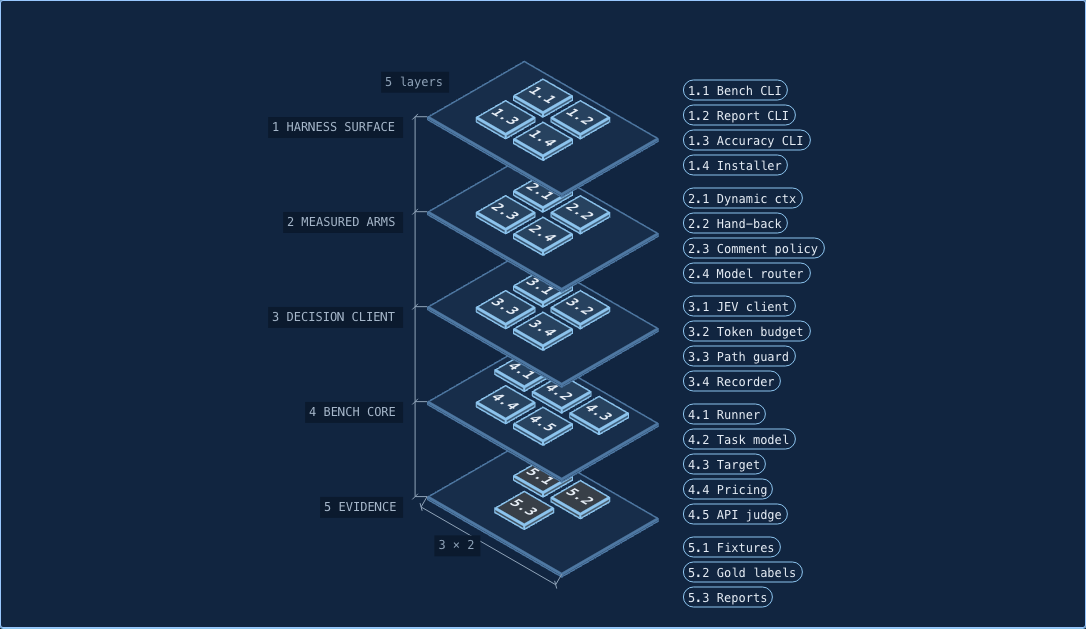 5 layers
1 HARNESS SURFACE
2 MEASURED ARMS
3 DECISION CLIENT
4 BENCH CORE
5 EVIDENCE
3 × 2
1.1
1.2
1.3
1.4
2.1
2.2
2.3
2.4
3.1
3.2
3.3
3.4
4.1
4.2
4.3
4.4
4.5
5.1
5.2
5.3
1.1 Bench CLI
1.2 Report CLI
1.3 Accuracy CLI
1.4 Installer
2.1 Dynamic ctx
2.2 Hand-back
2.3 Comment policy
2.4 Model router
3.1 JEV client
3.2 Token budget
3.3 Path guard
3.4 Recorder
4.1 Runner
4.2 Task model
4.3 Target
4.4 Pricing
4.5 API judge
5.1 Fixtures
5.2 Gold labels
5.3 Reports